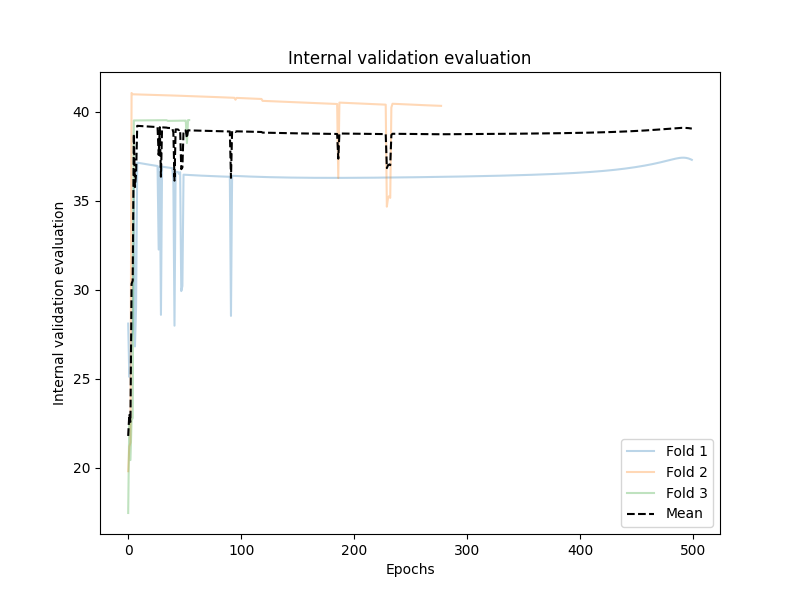 Internal validation evaluation
Internal validation evaluation
40
35
30
25
20
0
100
200
300
400
500
Epochs
Fold 1
Fold 2
Fold 3
Mean